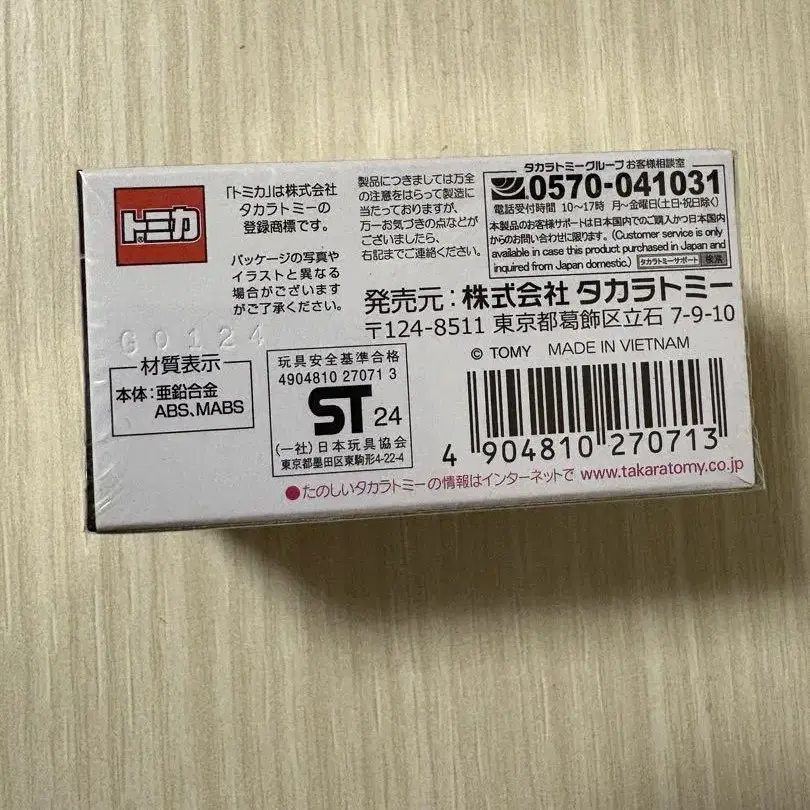 トミカ
「トミカ」は株式会社
タカラトミーの
登録商標です。
パッケージの写真や
イラストと異なる
場合がございます
がご了承ください。
製品につきましては万全
の注意をはらって製造に
当たっておりますが、
万一お気づきの点などが
ございましたら、
右記までご連絡ください。
タカラトミーグループ お客様相談室
0570-041031
電話受付時間 10〜17時 月〜金曜日(土・日・祝日除く)
本製品のお客様サポートは日本国内でのご購入かつ日本国内
からのお問い合わせに限ります。(Customer service is only
available in case this product purchased in Japan and
inquired from Japan domestic.)
タカラトミーサポート 検索
発売元:株式会社 タカラトミー
〒124-8511 東京都葛飾区立石 7-9-10
© TOMY MADE IN VIETNAM
G0124
材質表示
本体:亜鉛合金
ABS、MABS
玩具安全基準合格
4904810 27071 3
ST 24
(一社)日本玩具協会
東京都墨田区東駒形4-22-4
4 904810 270713
●たのしいタカラトミーの情報はインターネットで www.takaratomy.co.jp